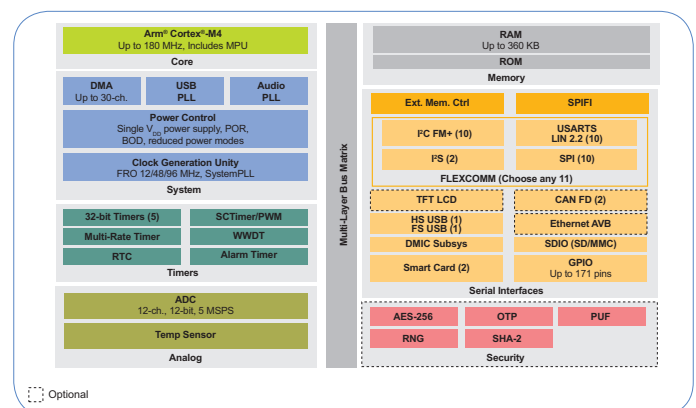 Arm® Cortex®-M4
Up to 180 MHz, Includes MPU
Core
DMA
Up to 30-ch.
USB
PLL
Audio
PLL
Power Control
Single VDD power supply, POR,
BOD, reduced power modes
Clock Generation Unity
FRO 12/48/96 MHz, SystemPLL
System
32-bit Timers (5)
SCTimer/PWM
Multi-Rate Timer
WWDT
RTC
Alarm Timer
Timers
ADC
12-ch., 12-bit, 5 MSPS
Temp Sensor
Analog
Multi-Layer Bus Matrix
RAM
Up to 360 KB
ROM
Memory
Ext. Mem. Ctrl
SPIFI
I²C FM+ (10)
USARTS
LIN 2.2 (10)
I²S (2)
SPI (10)
FLEXCOMM (Choose any 11)
TFT LCD
CAN FD (2)
HS USB (1)
FS USB (1)
Ethernet AVB
DMIC Subsys
SDIO (SD/MMC)
Smart Card (2)
GPIO
Up to 171 pins
Serial Interfaces
AES-256
OTP
PUF
RNG
SHA-2
Security
Optional